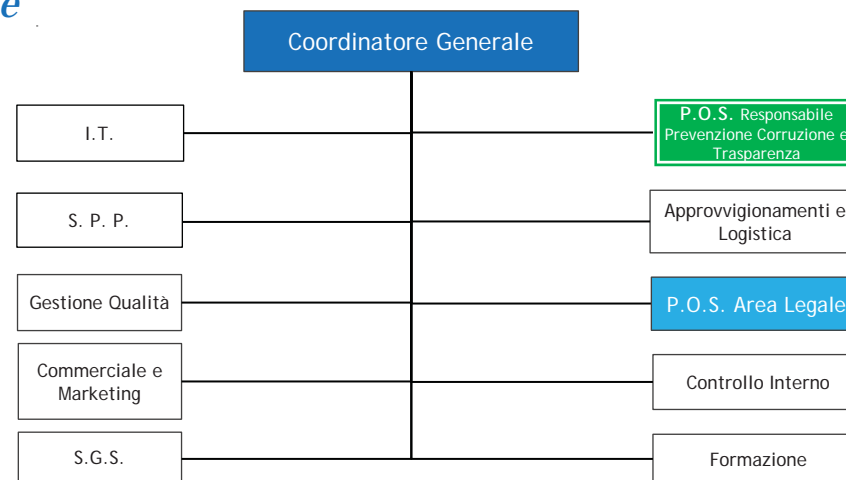 e
Coordinatore Generale
I.T.
P.O.S. Responsabile
Prevenzione Corruzione e
Trasparenza
S. P. P.
Approvvigionamenti e
Logistica
Gestione Qualità
P.O.S. Area Legale
Commerciale e
Marketing
Controllo Interno
S.G.S.
Formazione